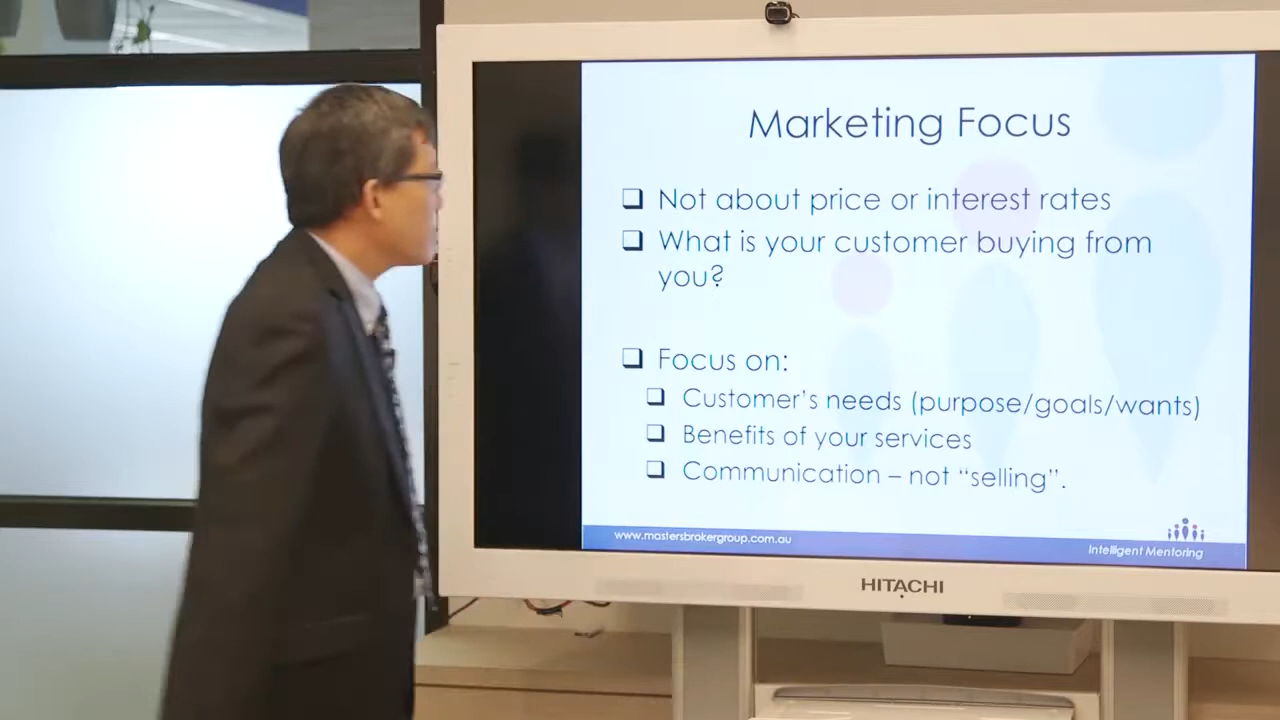 Marketing Focus
Not about price or interest rates
What is your customer buying from
you?
Focus on:
Customer's needs (purpose/goals/wants)
Benefits of your services
Communication – not “selling”.
www.mastersbrokergroup.com.au
Intelligent Mentoring
HITACHI